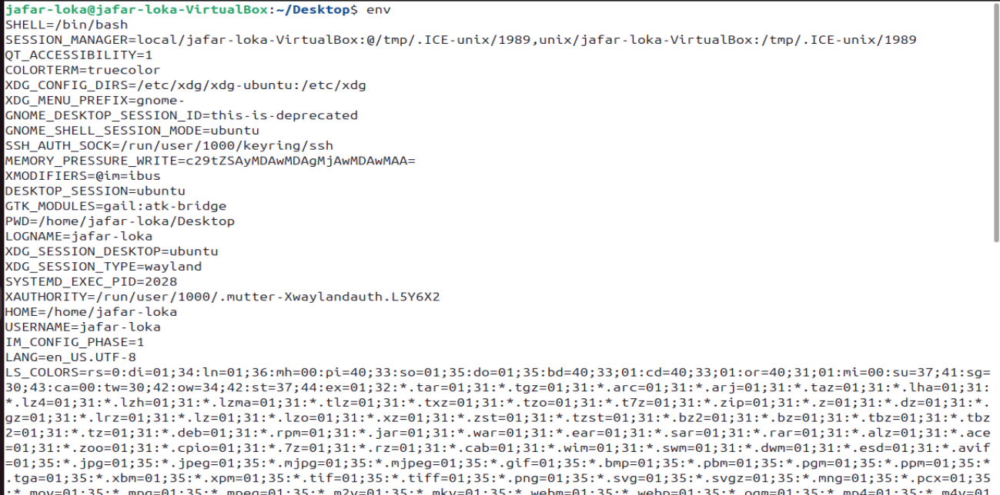 jafar-loka@jafar-loka-VirtualBox:~/Desktop$ env
SHELL=/bin/bash
SESSION_MANAGER=local/jafar-loka-VirtualBox:@/tmp/.ICE-unix/1989,unix/jafar-loka-VirtualBox:/tmp/.ICE-unix/1989
QT_ACCESSIBILITY=1
COLORTERM=truecolor
XDG_CONFIG_DIRS=/etc/xdg/xdg-ubuntu:/etc/xdg
XDG_MENU_PREFIX=gnome-
GNOME_DESKTOP_SESSION_ID=this-is-deprecated
GNOME_SHELL_SESSION_MODE=ubuntu
SSH_AUTH_SOCK=/run/user/1000/keyring/ssh
MEMORY_PRESSURE_WRITE=c29tZSAyMDAwMDAgMjAwMDAwMAA=
XMODIFIERS=@im=ibus
DESKTOP_SESSION=ubuntu
GTK_MODULES=gail:atk-bridge
PWD=/home/jafar-loka/Desktop
LOGNAME=jafar-loka
XDG_SESSION_DESKTOP=ubuntu
XDG_SESSION_TYPE=wayland
SYSTEMD_EXEC_PID=2028
XAUTHORITY=/run/user/1000/.mutter-Xwaylandauth.L5Y6X2
HOME=/home/jafar-loka
USERNAME=jafar-loka
IM_CONFIG_PHASE=1
LANG=en_US.UTF-8
LS_COLORS=rs=0:di=01;34:ln=01;36:mh=00:pi=40;33:so=01;35:do=01;35:bd=40;33;01:cd=40;33;01:or=40;31;01:mi=00:su=37;41:sg=
30;43:ca=00:tw=30;42:ow=34;42:st=37;44:ex=01;32:*.tar=01;31:*.tgz=01;31:*.arc=01;31:*.arj=01;31:*.taz=01;31:*.lha=01;31:
*.lz4=01;31:*.lzh=01;31:*.lzma=01;31:*.tlz=01;31:*.txz=01;31:*.tzo=01;31:*.t7z=01;31:*.zip=01;31:*.z=01;31:*.dz=01;31:*.
gz=01;31:*.lrz=01;31:*.lz=01;31:*.lzo=01;31:*.xz=01;31:*.zst=01;31:*.tzst=01;31:*.bz2=01;31:*.bz=01;31:*.tbz=01;31:*.tbz
2=01;31:*.tz=01;31:*.deb=01;31:*.rpm=01;31:*.jar=01;31:*.war=01;31:*.ear=01;31:*.sar=01;31:*.rar=01;31:*.alz=01;31:*.ace
=01;31:*.zoo=01;31:*.cpio=01;31:*.7z=01;31:*.rz=01;31:*.cab=01;31:*.wim=01;31:*.swm=01;31:*.dwm=01;31:*.esd=01;31:*.avif
=01;35:*.jpg=01;35:*.jpeg=01;35:*.mjpg=01;35:*.mjpeg=01;35:*.gif=01;35:*.bmp=01;35:*.pbm=01;35:*.pgm=01;35:*.ppm=01;35:*
.tga=01;35:*.xbm=01;35:*.xpm=01;35:*.tif=01;35:*.tiff=01;35:*.png=01;35:*.svg=01;35:*.svgz=01;35:*.mng=01;35:*.pcx=01;35
:*.mov=01:35:*.mpg=01:35:*.mpeg=01:35:*.m2v=01:35:*.mkv=01:35:*.webm=01:35:*.webp=01:35:*.ogm=01:35:*.mp4=01:35:*.m4v=01